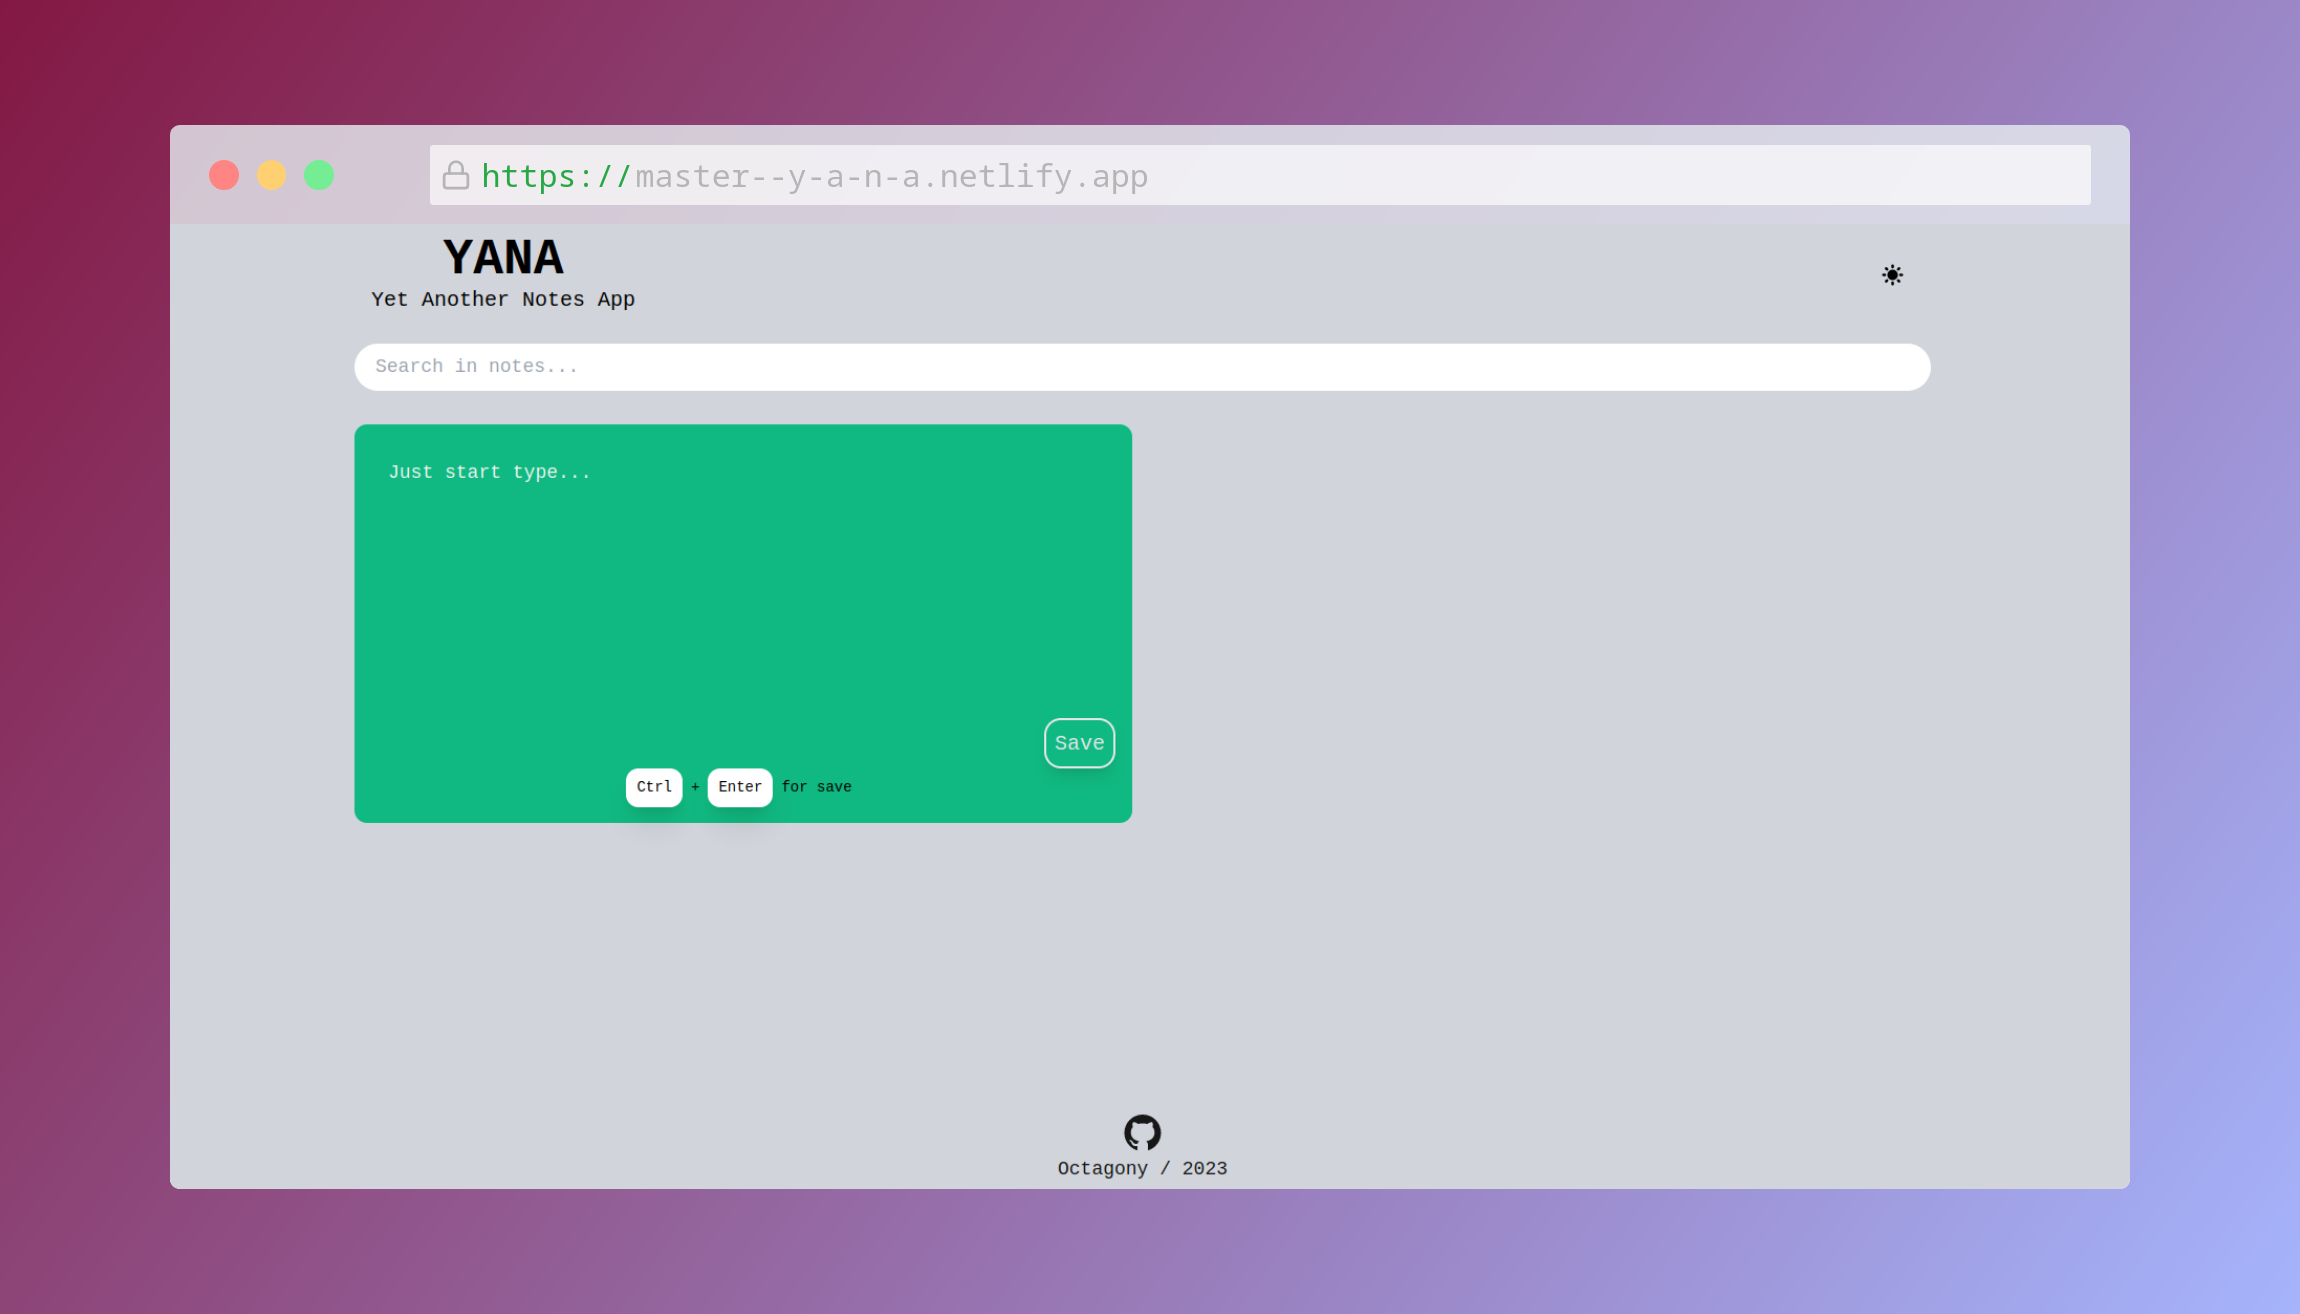 https://master--y-a-n-a.netlify.app
YANA
Yet Another Notes App
Search in notes...
Just start type...
Save
Ctrl + Enter for save
Octagony / 2023